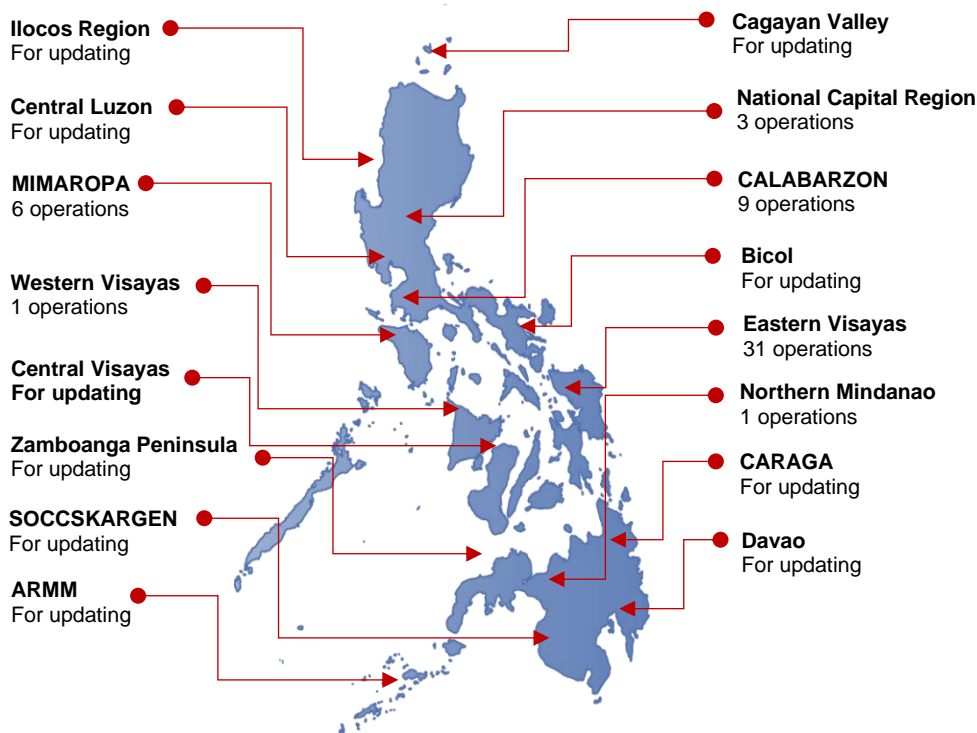 Ilocos Region
For updating
Central Luzon
For updating
MIMAROPA
6 operations
Western Visayas
1 operations
Central Visayas
For updating
Zamboanga Peninsula
For updating
SOCCSKARGEN
For updating
ARMM
For updating
Cagayan Valley
For updating
National Capital Region
3 operations
CALABARZON
9 operations
Bicol
For updating
Eastern Visayas
31 operations
Northern Mindanao
1 operations
CARAGA
For updating
Davao
For updating